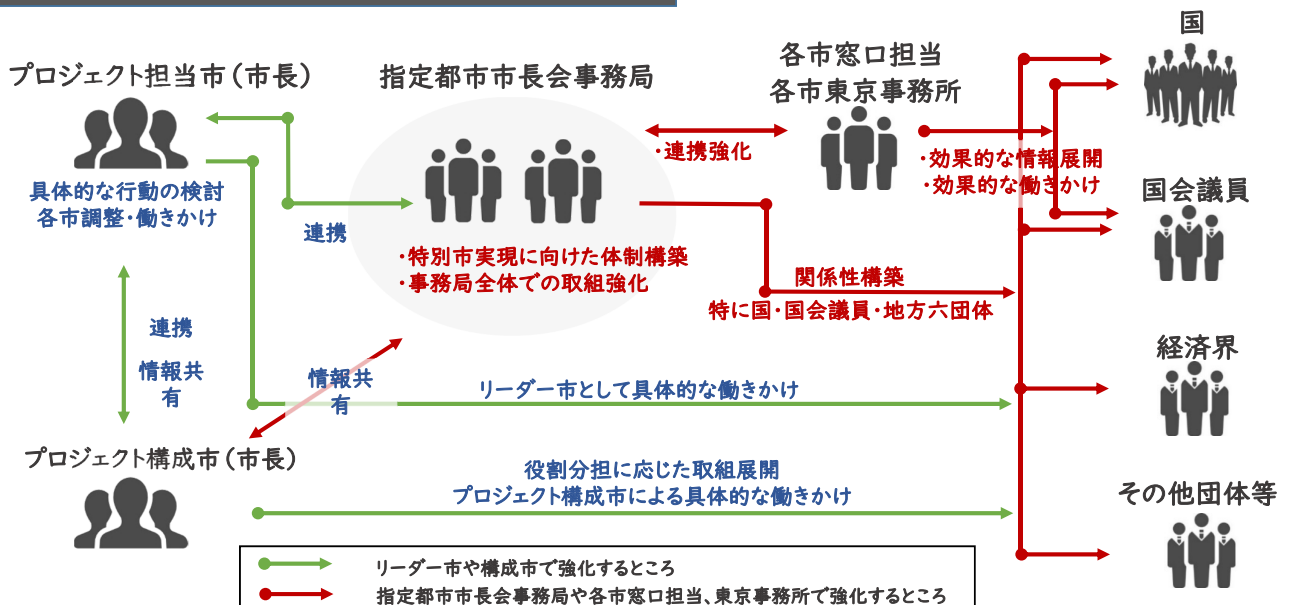 国
各市窓口担当
各市東京事務所
プロジェクト担当市（市長）
指定都市市長会事務局
・連携強化
・効果的な情報展開
・効果的な働きかけ
具体的な行動の検討
各市調整・働きかけ
国会議員
連携
・特別市実現に向けた体制構築
・事務局全体での取組強化
関係性構築
特に国・国会議員・地方六団体
連携
情報共
有
経済界
情報共
有
リーダー市として具体的な働きかけ
プロジェクト構成市（市長）
役割分担に応じた取組展開
プロジェクト構成市による具体的な働きかけ
その他団体等
リーダー市や構成市で強化するところ
指定都市市長会事務局や各市窓口担当、東京事務所で強化するところ